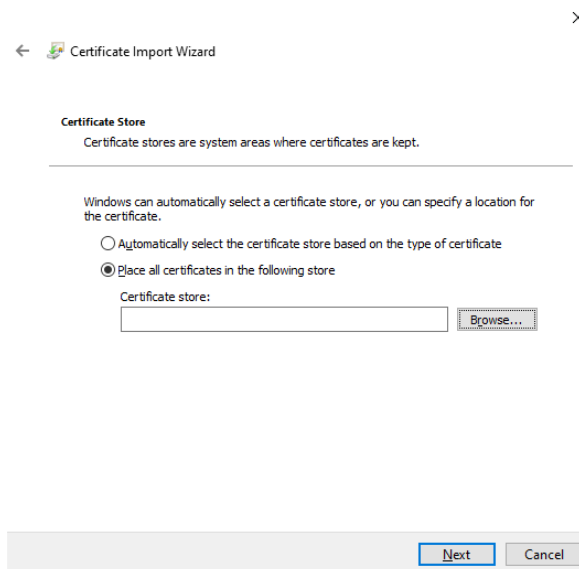 Certificate Import Wizard
Certificate Store
Certificate stores are system areas where certificates are kept.
Windows can automatically select a certificate store, or you can specify a location for
the certificate.
Automatically select the certificate store based on the type of certificate
Place all certificates in the following store
Certificate store:
Browse...
Next
Cancel